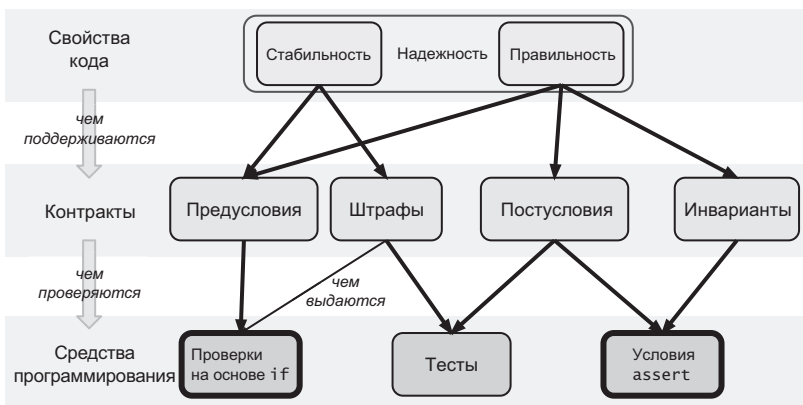 Свойства
кода
Стабильность
Надежность
Правильность
чем
поддерживаются
Контракты
Предусловия
Штрафы
Постусловия
Инварианты
чем
проверяются
чем
выдаются
Средства
программирования
Проверки
на основе if
Тесты
Условия
assert